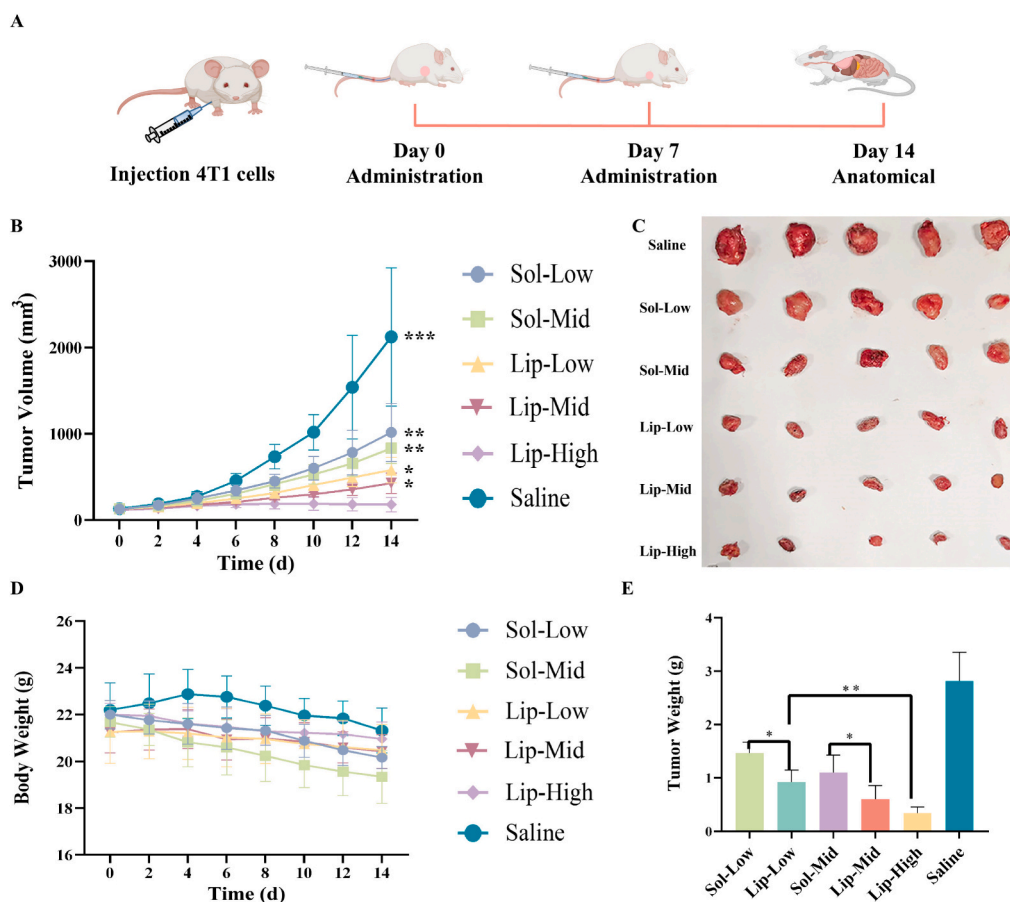 A
Injection 4T1 cells
Day 0
Administration
Day 7
Administration
Day 14
Anatomical
B
Tumor Volume (mm³)
3000
2000
1000
0
0 2 4 6 8 10 12 14
Time (d)
***
**
**
*
*
Sol-Low
Sol-Mid
Lip-Low
Lip-Mid
Lip-High
Saline
C
Saline
Sol-Low
Sol-Mid
Lip-Low
Lip-Mid
Lip-High
D
Body Weight (g)
26
24
22
20
18
16
0 2 4 6 8 10 12 14
Time (d)
Sol-Low
Sol-Mid
Lip-Low
Lip-Mid
Lip-High
Saline
E
Tumor Weight (g)
4
3
2
1
0
*
**
*
Sol-Low
Lip-Low
Sol-Mid
Lip-Mid
Lip-High
Saline